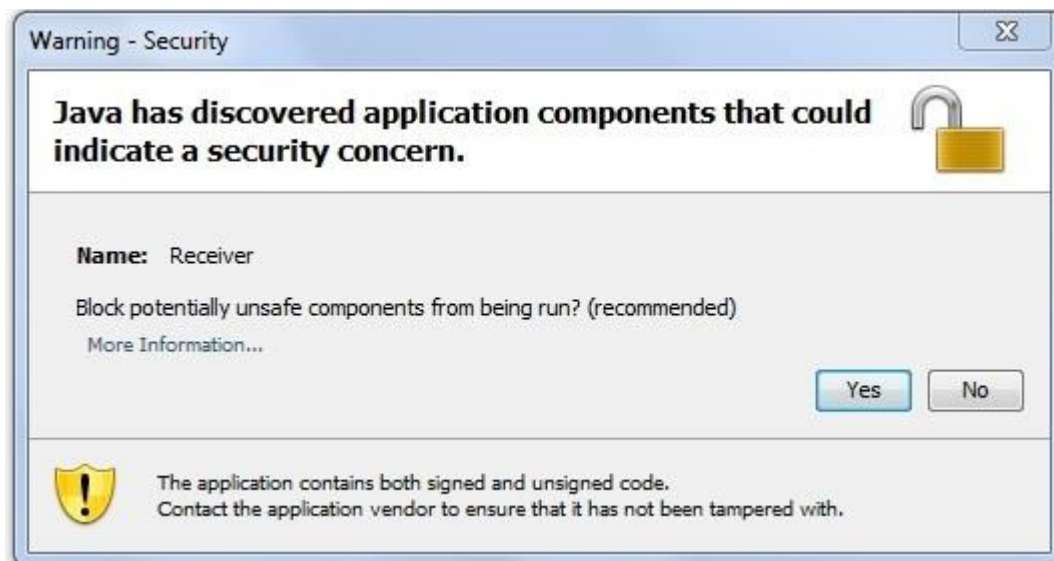 Warning - Security
Java has discovered application components that could
indicate a security concern.
Name: Receiver
Block potentially unsafe components from being run? (recommended)
More Information...
Yes No
The application contains both signed and unsigned code.
Contact the application vendor to ensure that it has not been tampered with.